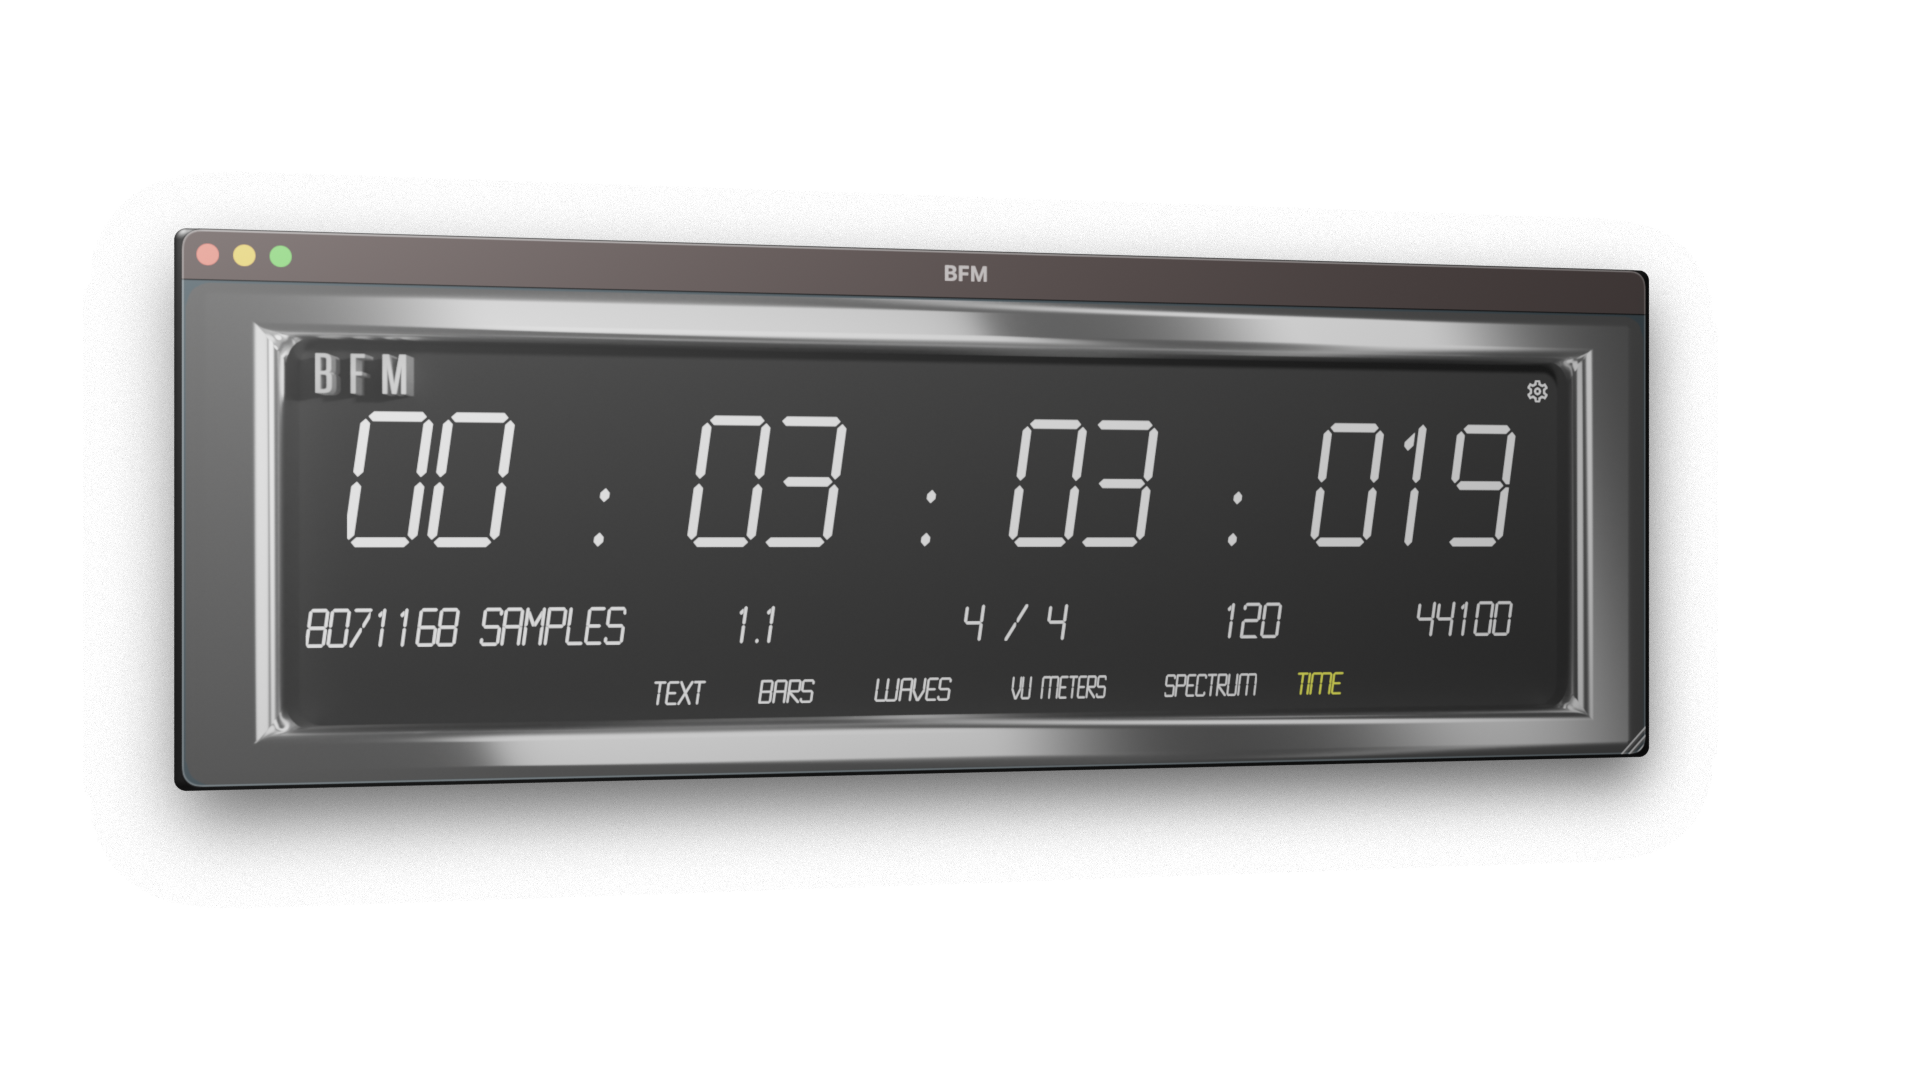 BFM
BFM
00 : 03 : 03 : 019
8071168 SAMPLES 1.1 4 / 4 120 44100
TEXT BARS WAVES VU METERS SPECTRUM TIME